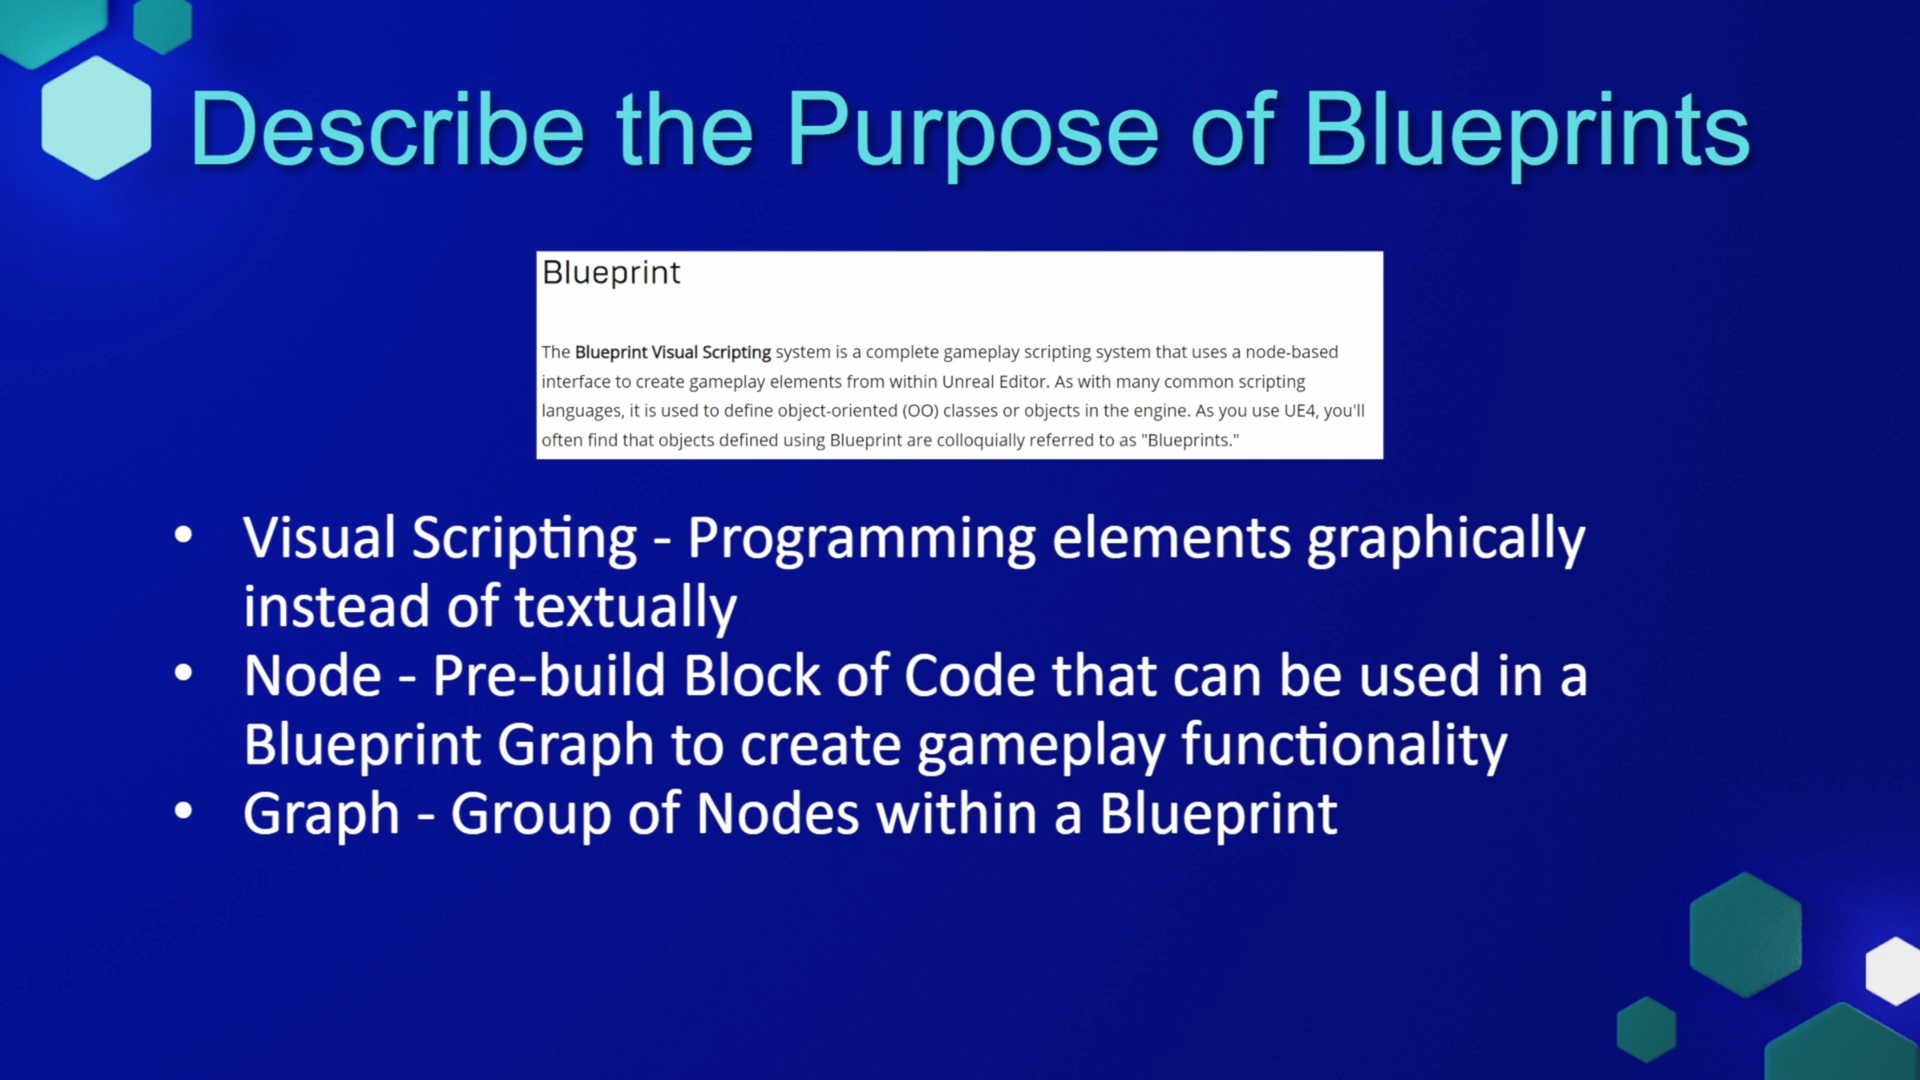 Describe the Purpose of Blueprints
Blueprint
The Blueprint Visual Scripting system is a complete gameplay scripting system that uses a node-based
interface to create gameplay elements from within Unreal Editor. As with many common scripting
languages, it is used to define object-oriented (OO) classes or objects in the engine. As you use UE4, you'll
often find that objects defined using Blueprint are colloquially referred to as "Blueprints."
• Visual Scripting - Programming elements graphically
instead of textually
• Node - Pre-build Block of Code that can be used in a
Blueprint Graph to create gameplay functionality
• Graph - Group of Nodes within a Blueprint